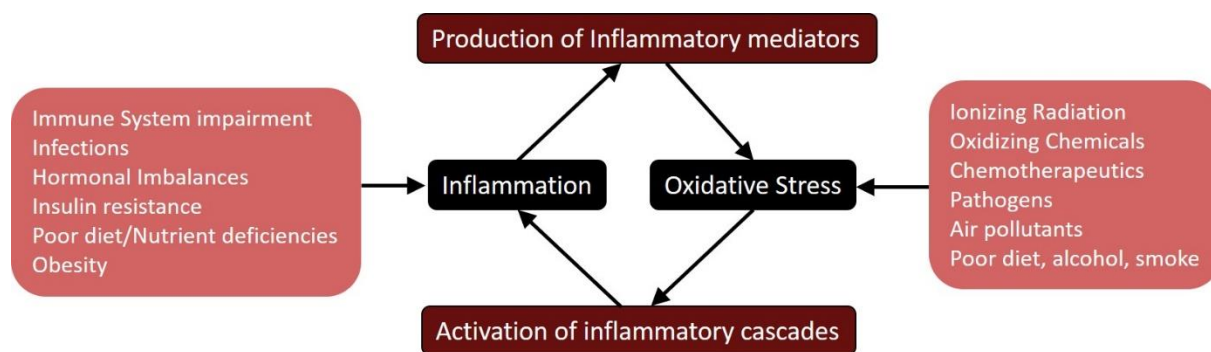 Production of Inflammatory mediators
Immune System impairment
Infections
Hormonal Imbalances
Insulin resistance
Poor diet/Nutrient deficiencies
Obesity
Inflammation
Oxidative Stress
Ionizing Radiation
Oxidizing Chemicals
Chemotherapeutics
Pathogens
Air pollutants
Poor diet, alcohol, smoke
Activation of inflammatory cascades